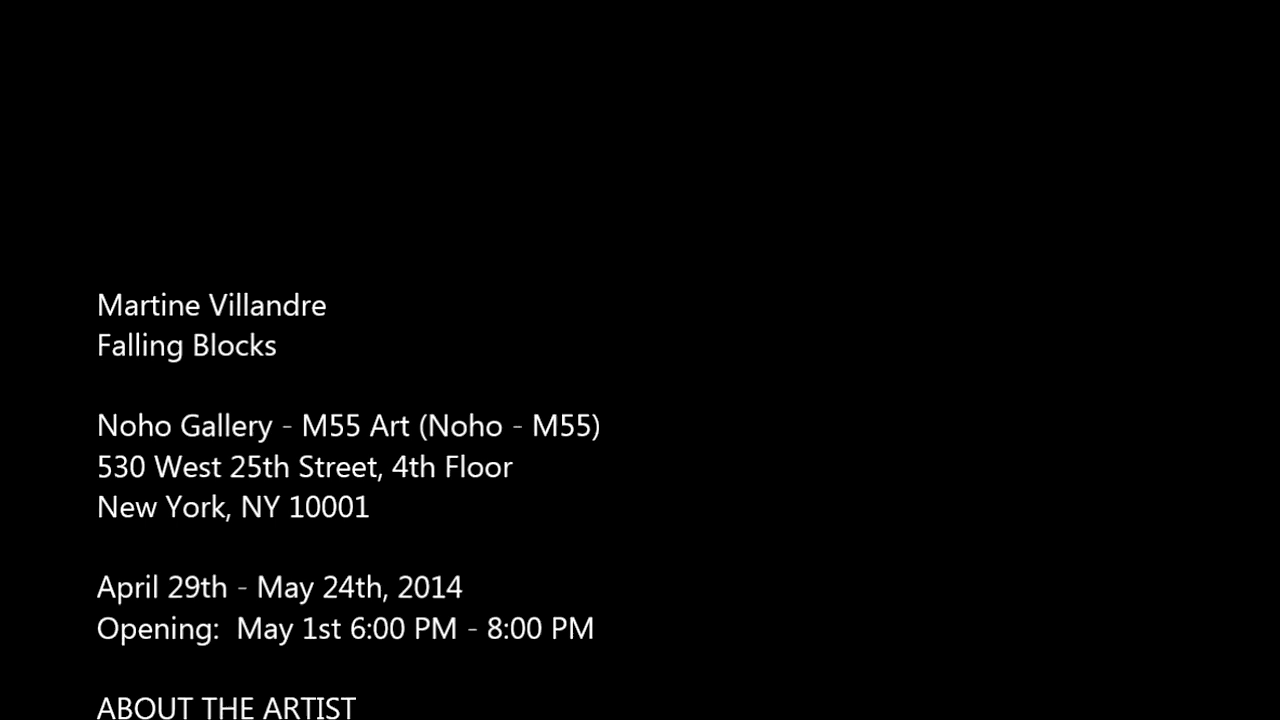 Martine Villandre
Falling Blocks
Noho Gallery - M55 Art (Noho - M55)
530 West 25th Street, 4th Floor
New York, NY 10001
April 29th - May 24th, 2014
Opening:  May 1st 6:00 PM - 8:00 PM
ABOUT THE ARTIST